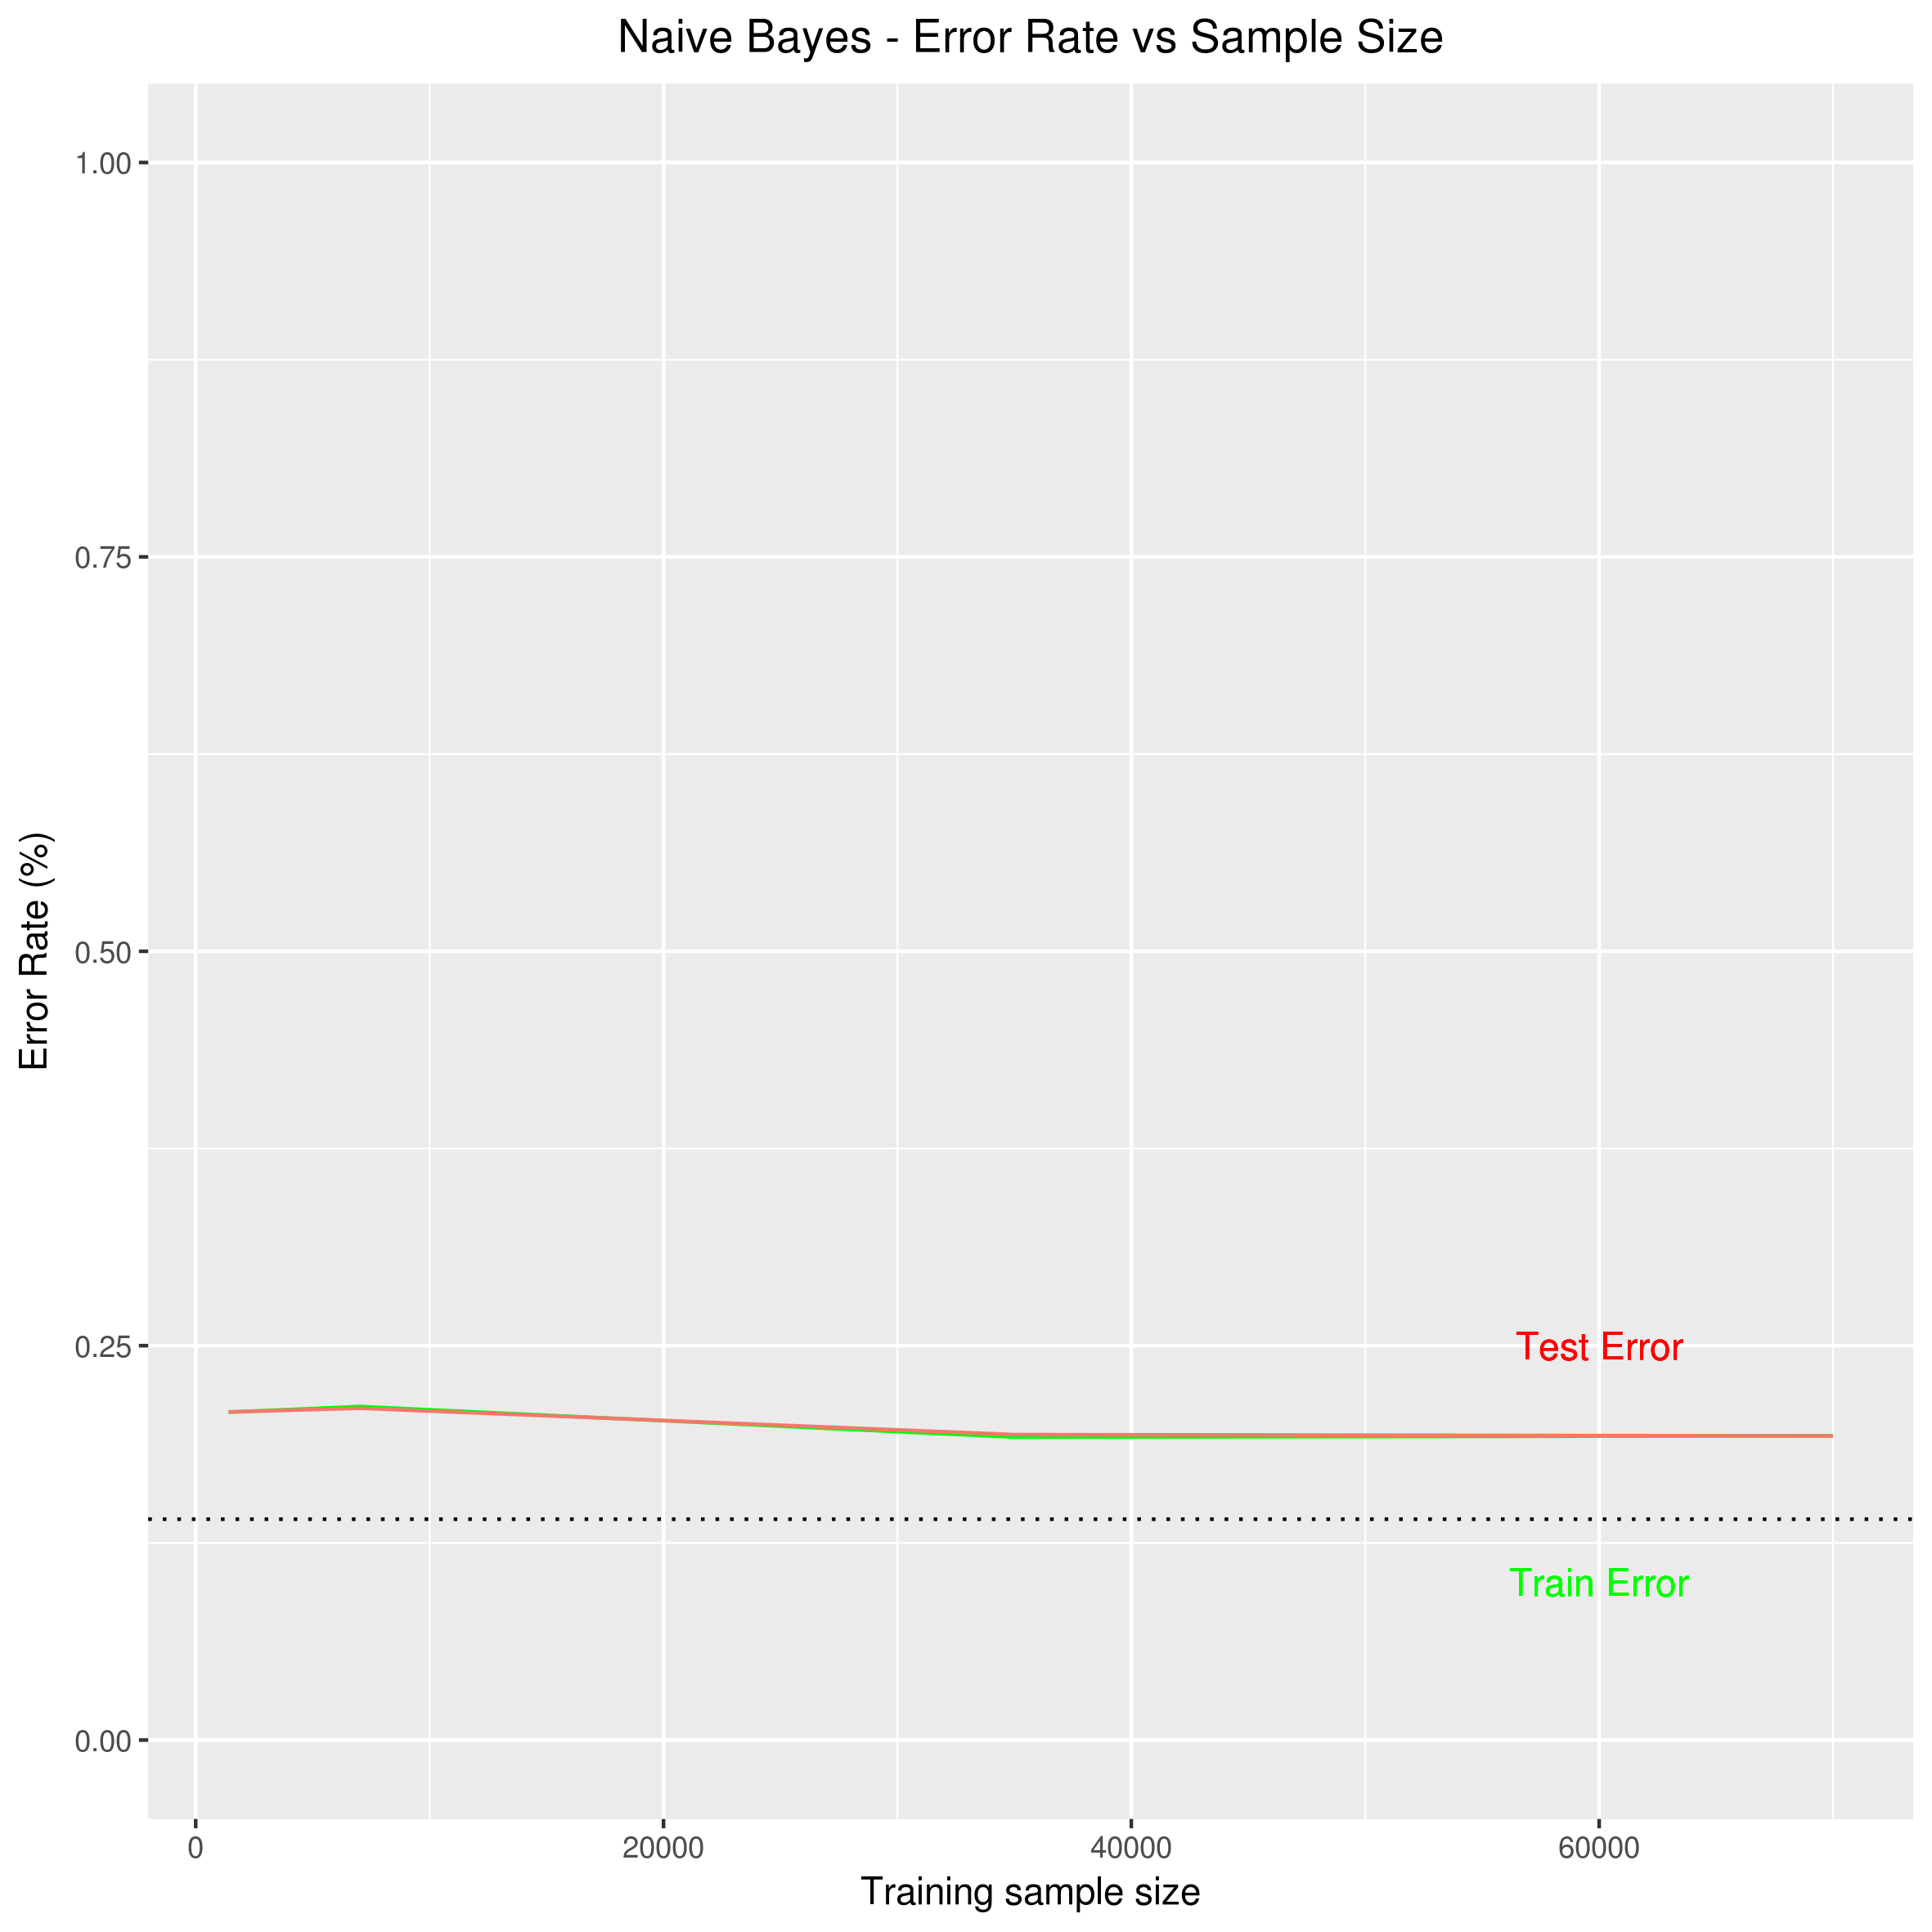 Naive Bayes - Error Rate vs Sample Size
1.00
0.75
0.50
0.25
0.00
Error Rate (%)
Test Error
Train Error
0 20000 40000 60000
Training sample size